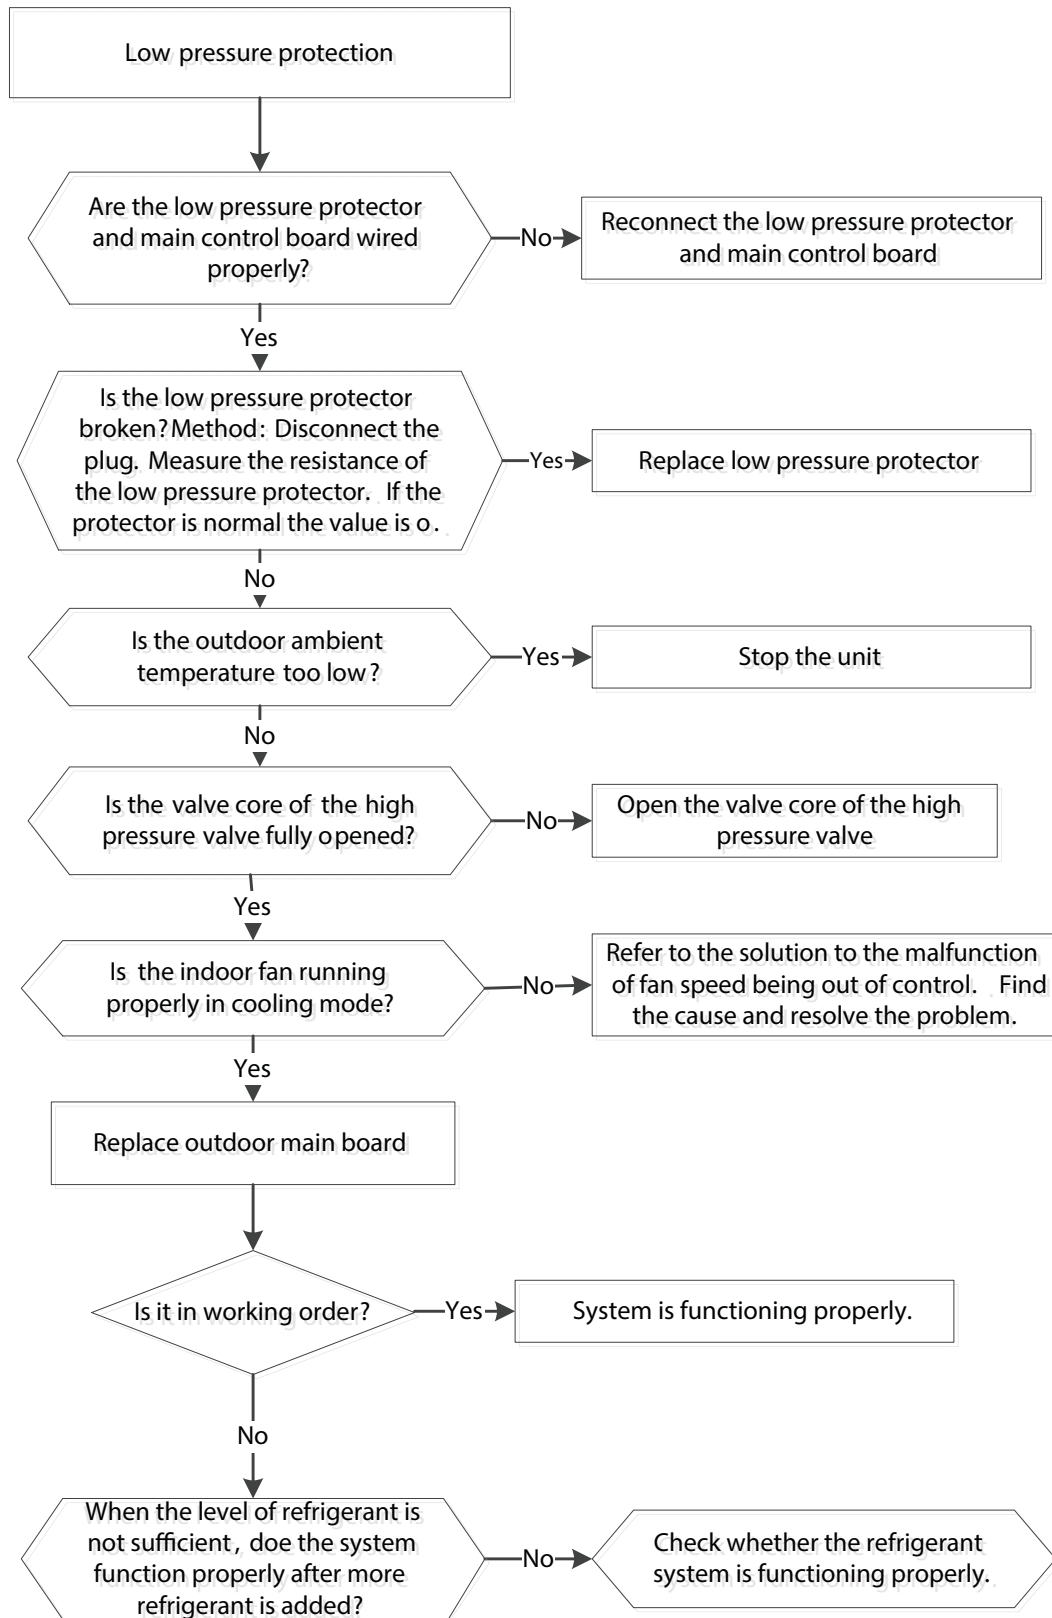 Low pressure protection
Are the low pressure protector
and main control board wired
properly?
No
Reconnect the low pressure protector
and main control board
Yes
Is the low pressure protector
broken? Method: Disconnect the
plug. Measure the resistance of
the low pressure protector. If the
protector is normal the value is o.
Yes
Replace low pressure protector
No
Is the outdoor ambient
temperature too low?
Yes
Stop the unit
No
Is the valve core of the high
pressure valve fully opened?
No
Open the valve core of the high
pressure valve
Yes
Is the indoor fan running
properly in cooling mode?
No
Refer to the solution to the malfunction
of fan speed being out of control. Find
the cause and resolve the problem.
Yes
Replace outdoor main board
Is it in working order?
Yes
System is functioning properly.
No
When the level of refrigerant is
not sufficient, doe the system
function properly after more
refrigerant is added?
No
Check whether the refrigerant
system is functioning properly.